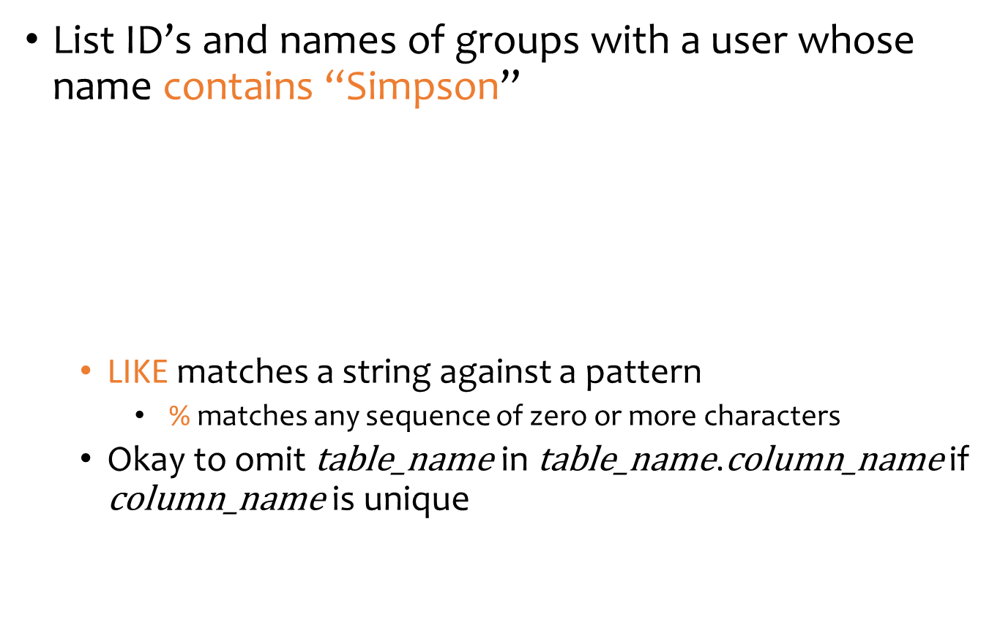 • List ID’s and names of groups with a user whose
name contains “Simpson”
• LIKE matches a string against a pattern
• % matches any sequence of zero or more characters
• Okay to omit table_name in table_name.column_name if
column_name is unique